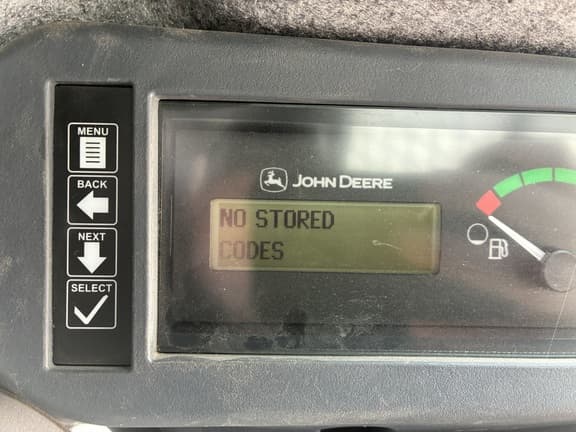 MENU
BACK
NEXT
SELECT
JOHN DEERE
NO STORED
CODES